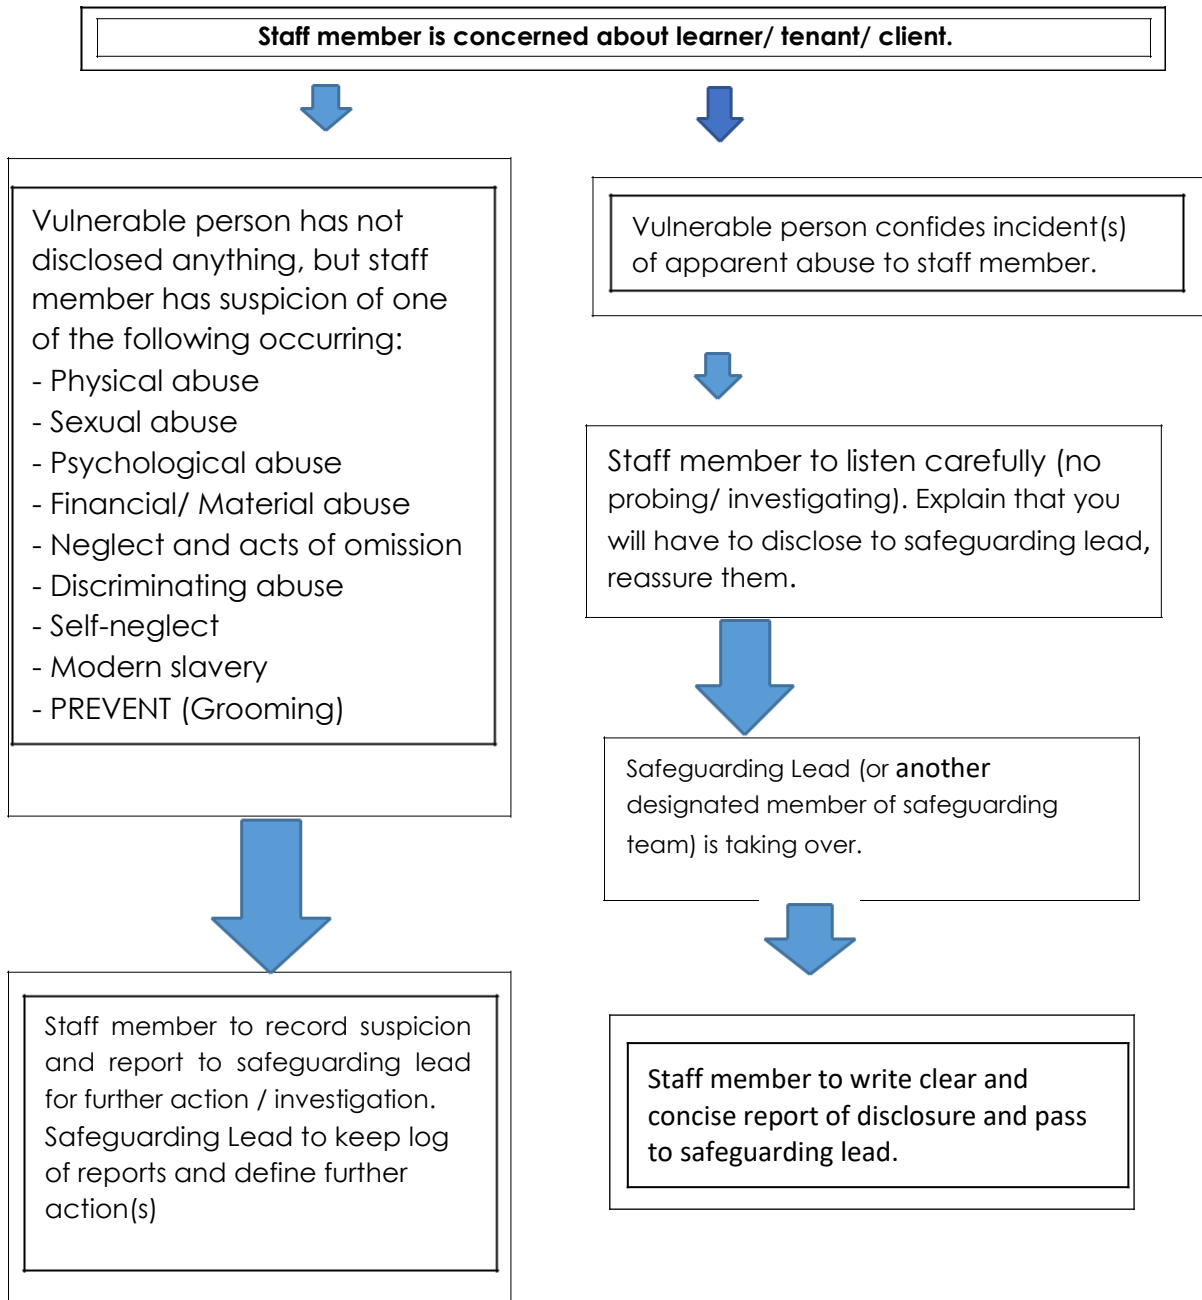 Staff member is concerned about learner/ tenant/ client.
Vulnerable person has not
disclosed anything, but staff
member has suspicion of one
of the following occurring:
- Physical abuse
- Sexual abuse
- Psychological abuse
- Financial/ Material abuse
- Neglect and acts of omission
- Discriminating abuse
- Self-neglect
- Modern slavery
- PREVENT (Grooming)
Staff member to record suspicion
and report to safeguarding lead
for further action / investigation.
Safeguarding Lead to keep log
of reports and define further
action(s)
Vulnerable person confides incident(s)
of apparent abuse to staff member.
Staff member to listen carefully (no
probing/ investigating). Explain that you
will have to disclose to safeguarding lead,
reassure them.
Safeguarding Lead (or another
designated member of safeguarding
team) is taking over.
Staff member to write clear and
concise report of disclosure and pass
to safeguarding lead.